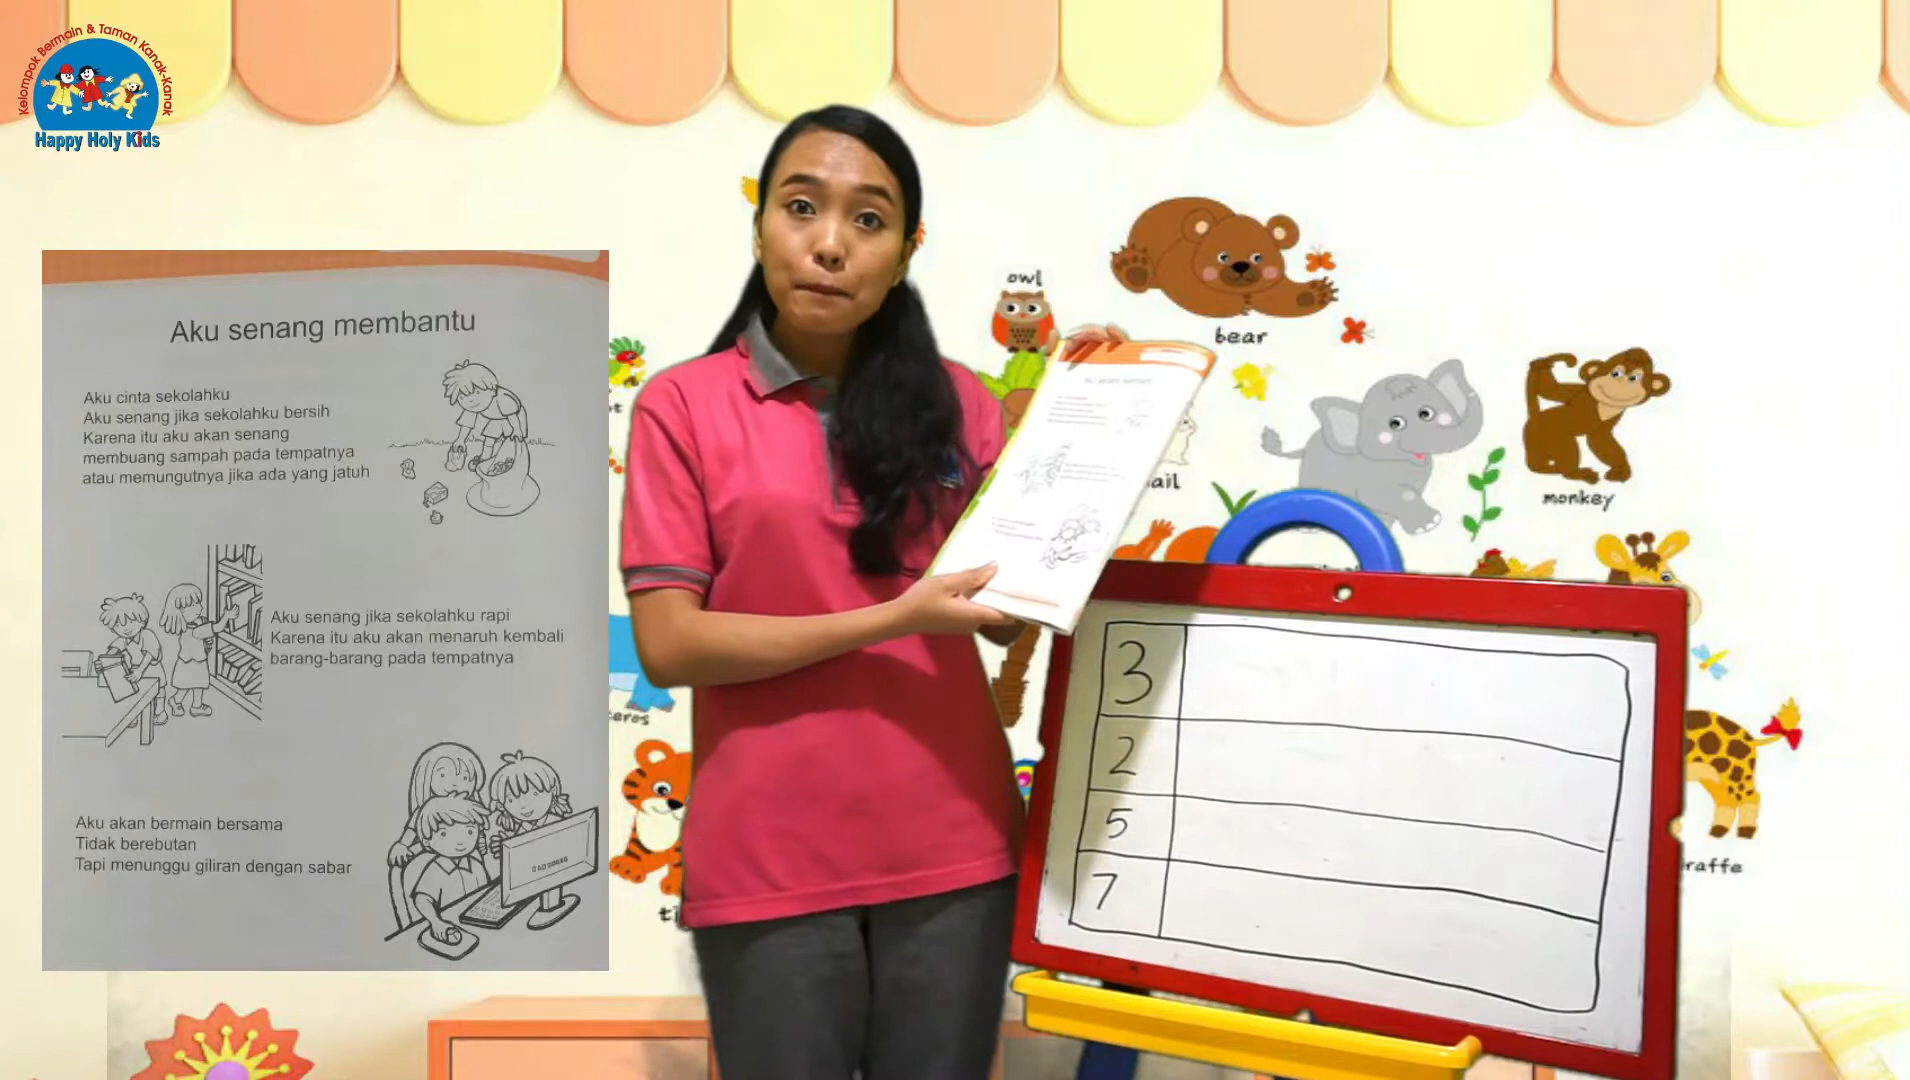 Kelompok Bermain & Taman Kanak-Kanak
Happy Holy Kids
Aku senang membantu
Aku cinta sekolahku
Aku senang jika sekolahku bersih
Karena itu aku akan senang
membuang sampah pada tempatnya
atau memungutnya jika ada yang jatuh
Aku senang jika sekolahku rapi
Karena itu aku akan menaruh kembali
barang-barang pada tempatnya
Aku akan bermain bersama
Tidak berebutan
Tapi menunggu giliran dengan sabar
owl
bear
monkey
3
2
5
7